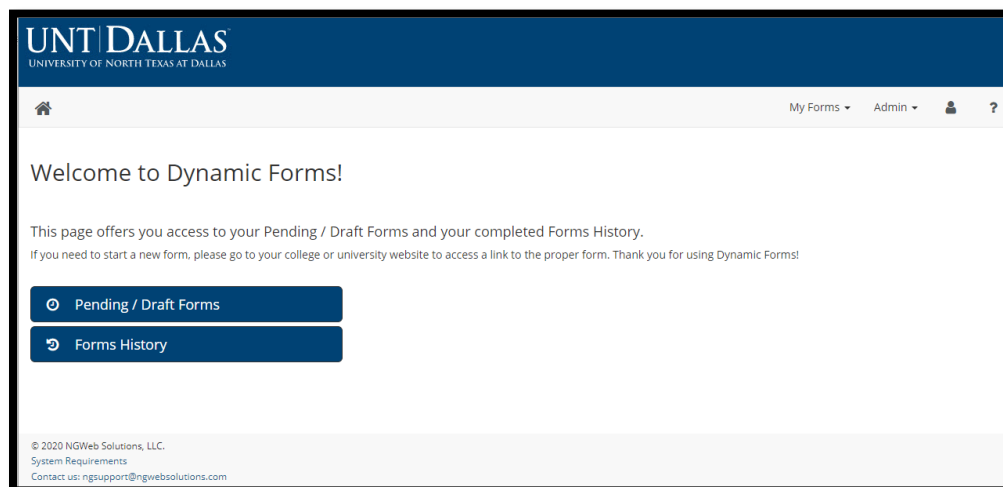 UNT DALLAS
UNIVERSITY OF NORTH TEXAS AT DALLAS
My Forms Admin ?
Welcome to Dynamic Forms!
This page offers you access to your Pending / Draft Forms and your completed Forms History.
If you need to start a new form, please go to your college or university website to access a link to the proper form. Thank you for using Dynamic Forms!
Pending / Draft Forms
Forms History
© 2020 NGWeb Solutions, LLC.
System Requirements
Contact us: ngsupport@ngwebsolutions.com